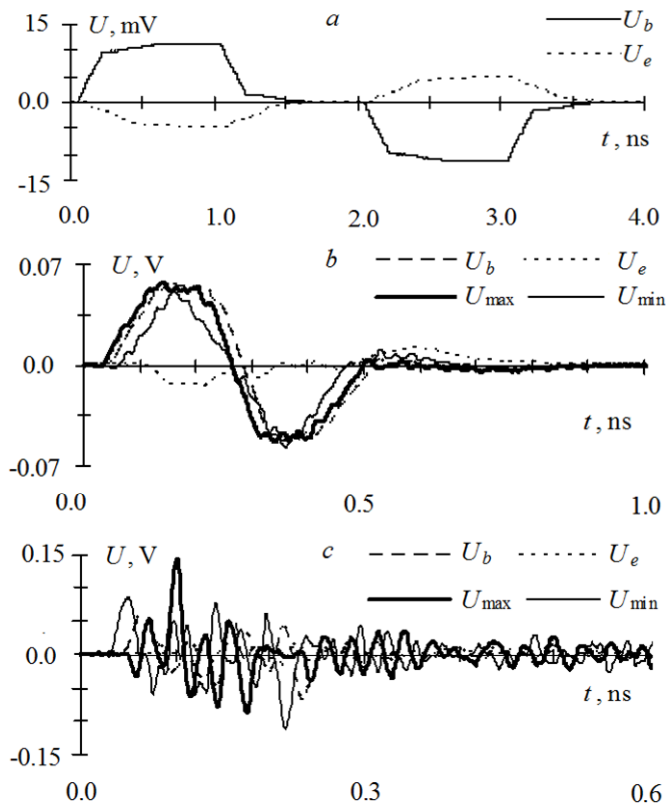 15 U, mV a U_b
U_e
0.0
t, ns
-15
0.0 1.0 2.0 3.0 4.0
0.07 U, V b U_b U_e
U_max U_min
0.0
t, ns
-0.07
0.0 0.5 1.0
0.15 U, V c U_b U_e
U_max U_min
0.0
t, ns
-0.15
0.0 0.3 0.6